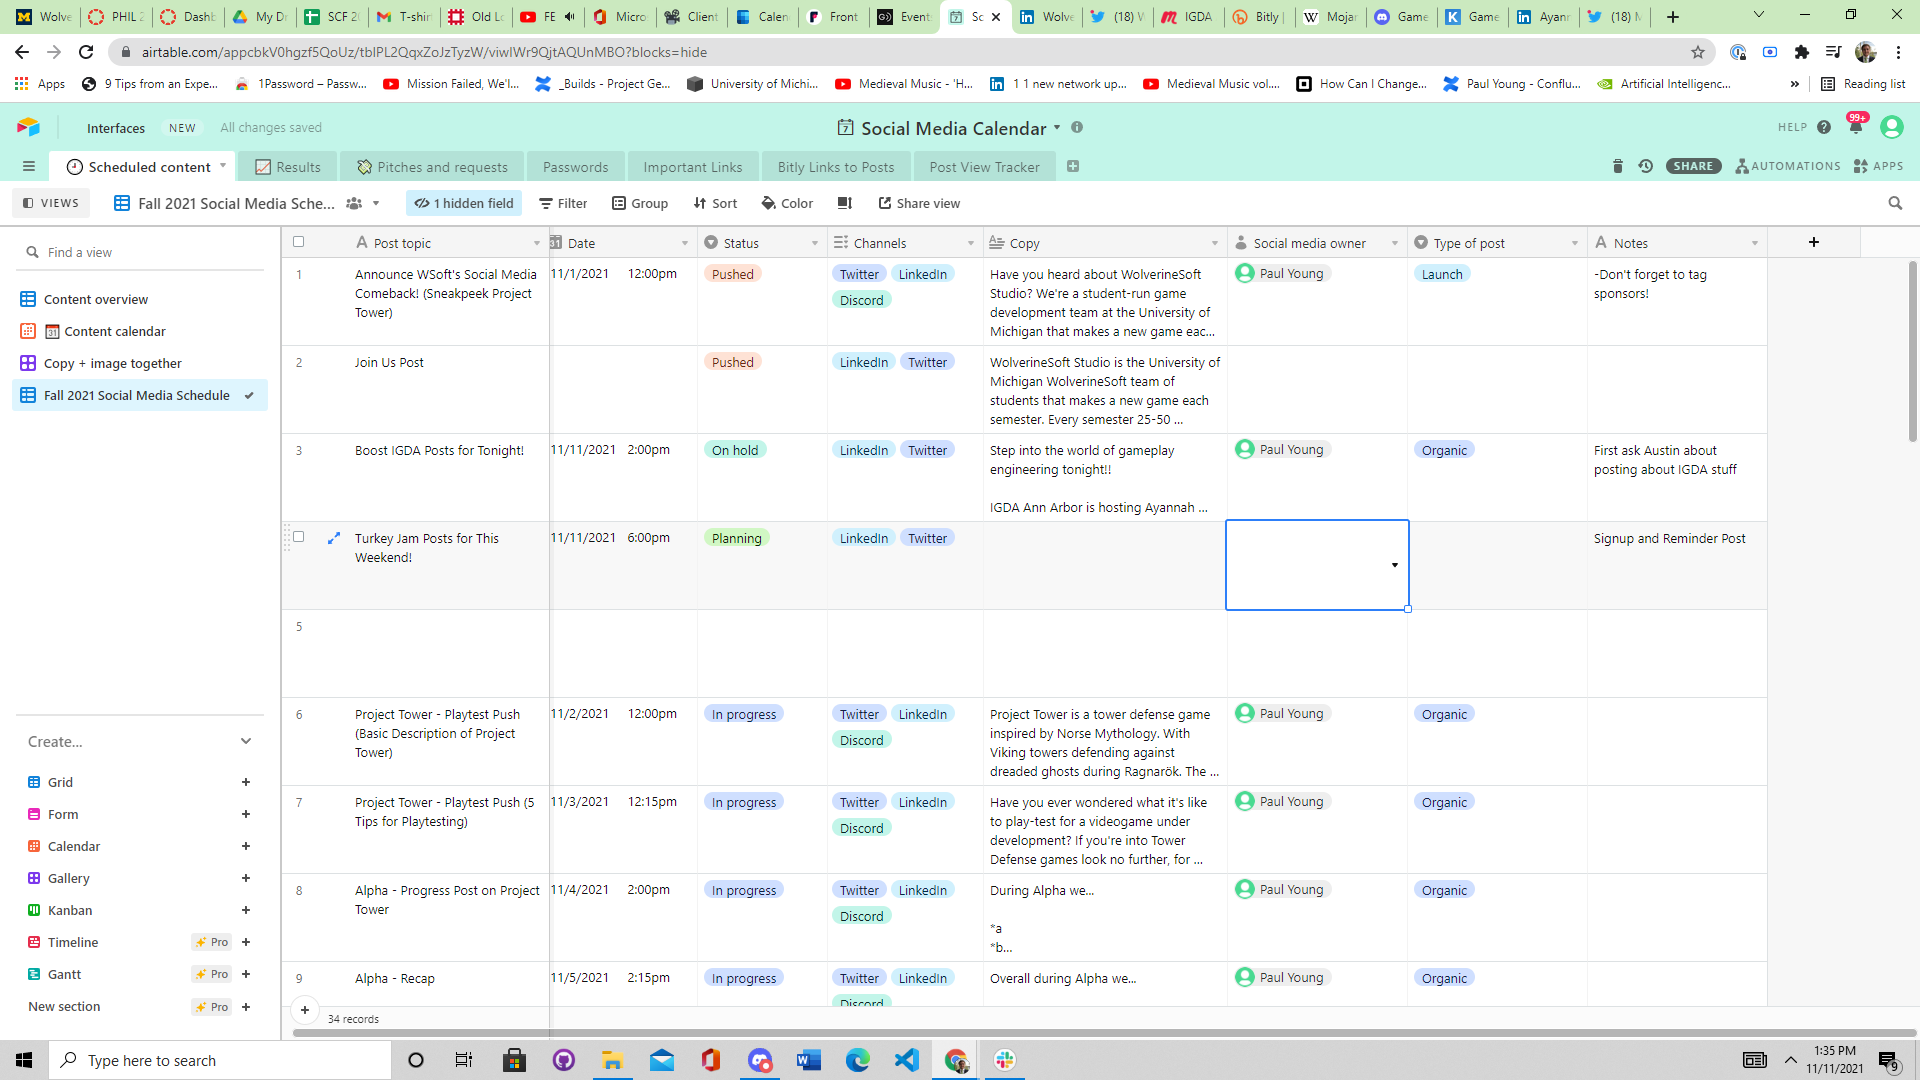 Wolve PHIL 2 Dashb My Dr SCF 20 T-shir Old Lo FE Micro Client Calen Front Event Sc Wolve (18) W IGDA Bitly | Mojan Game Game Ayann (18) M
airtable.com/appcbkV0hgzf5QoUz/tblPL2QqxZoJzTyzW/viwIWr9QjtAQUnMBO?blocks=hide
Apps 9 Tips from an Expe... 1Password – Passw... Mission Failed, We'l... _Builds - Project Ge... University of Michi... Medieval Music - 'H... 1 1 new network up... Medieval Music vol.... How Can I Change... Paul Young - Conflu... Artificial Intelligenc... » Reading list
Interfaces NEW All changes saved Social Media Calendar HELP 99+
Scheduled content Results Pitches and requests Passwords Important Links Bitly Links to Posts Post View Tracker SHARE AUTOMATIONS APPS
VIEWS Fall 2021 Social Media Sche... 1 hidden field Filter Group Sort Color Share view
Find a view
Content overview
Content calendar
Copy + image together
Fall 2021 Social Media Schedule
Create...
Grid
Form
Calendar
Gallery
Kanban
Timeline Pro
Gantt Pro
New section Pro
Post topic Date Status Channels Copy Social media owner Type of post Notes
1 Announce WSoft's Social Media 11/1/2021 12:00pm Pushed Twitter LinkedIn Have you heard about WolverineSoft Paul Young Launch -Don't forget to tag
Comeback! (Sneakpeek Project Discord Studio? We're a student-run game sponsors!
Tower) development team at the University of
Michigan that makes a new game eac...
2 Join Us Post Pushed LinkedIn Twitter WolverineSoft Studio is the University of
Michigan WolverineSoft team of
students that makes a new game each
semester. Every semester 25-50 ...
3 Boost IGDA Posts for Tonight! 11/11/2021 2:00pm On hold LinkedIn Twitter Step into the world of gameplay Paul Young Organic First ask Austin about
engineering tonight!! posting about IGDA stuff
IGDA Ann Arbor is hosting Ayannah ...
Turkey Jam Posts for This 11/11/2021 6:00pm Planning LinkedIn Twitter Signup and Reminder Post
Weekend!
5
6 Project Tower - Playtest Push 11/2/2021 12:00pm In progress Twitter LinkedIn Project Tower is a tower defense game Paul Young Organic
(Basic Description of Project Discord inspired by Norse Mythology. With
Tower) Viking towers defending against
dreaded ghosts during Ragnarök. The ...
7 Project Tower - Playtest Push (5 11/3/2021 12:15pm In progress Twitter LinkedIn Have you ever wondered what it's like Paul Young Organic
Tips for Playtesting) Discord to play-test for a videogame under
development? If you're into Tower
Defense games look no further, for ...
8 Alpha - Progress Post on Project 11/4/2021 2:00pm In progress Twitter LinkedIn During Alpha we... Paul Young Organic
Tower Discord
*a
*b...
9 Alpha - Recap 11/5/2021 2:15pm In progress Twitter LinkedIn Overall during Alpha we... Paul Young Organic
Discord
34 records
Type here to search
1:35 PM
11/11/2021 9